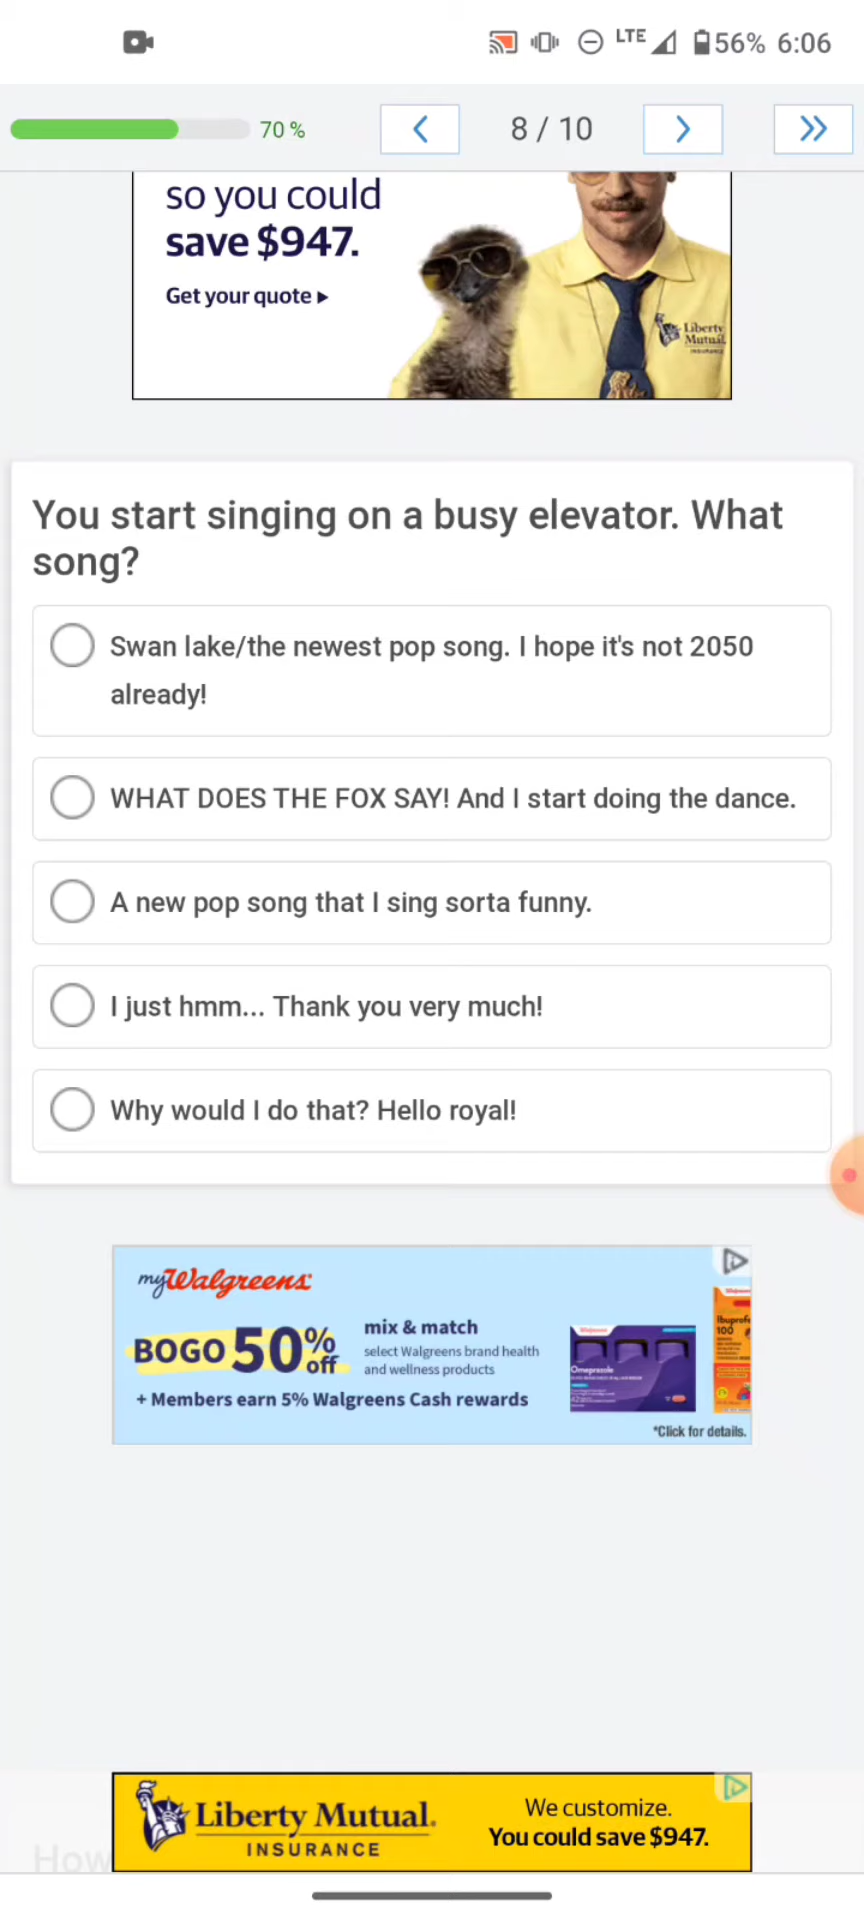 LTE 56% 6:06
70 % 8 / 10
so you could
save $947.
Get your quote ▸
Liberty
Mutual
INSURANCE
You start singing on a busy elevator. What
song?
Swan lake/the newest pop song. I hope it's not 2050
already!
WHAT DOES THE FOX SAY! And I start doing the dance.
A new pop song that I sing sorta funny.
I just hmm... Thank you very much!
Why would I do that? Hello royal!
myWalgreens
BOGO 50% off
mix & match
select Walgreens brand health
and wellness products
+ Members earn 5% Walgreens Cash rewards
Walgreens
Omeprazole
100
*Click for details.
Liberty Mutual.
INSURANCE
We customize.
You could save $947.
How